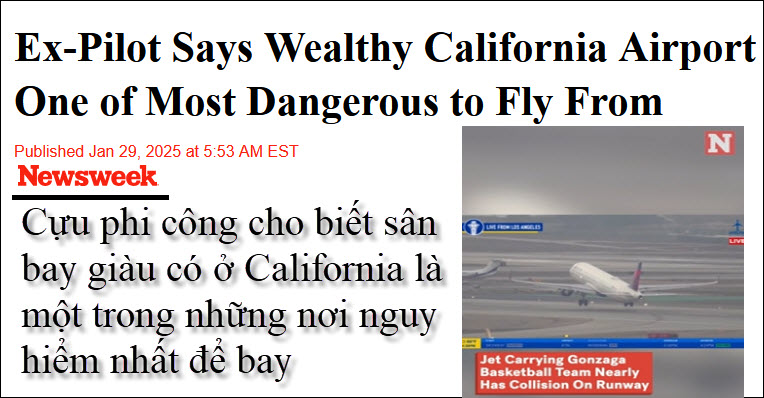 Ex-Pilot Says Wealthy California Airport
One of Most Dangerous to Fly From
Published Jan 29, 2025 at 5:53 AM EST
Newsweek
Cựu phi công cho biết sân
bay giàu có ở California là
một trong những nơi nguy
hiểm nhất để bay
N
LIVE FROM LOS ANGELES
LIVE
Jet Carrying Gonzaga
Basketball Team Nearly
Has Collision On Runway